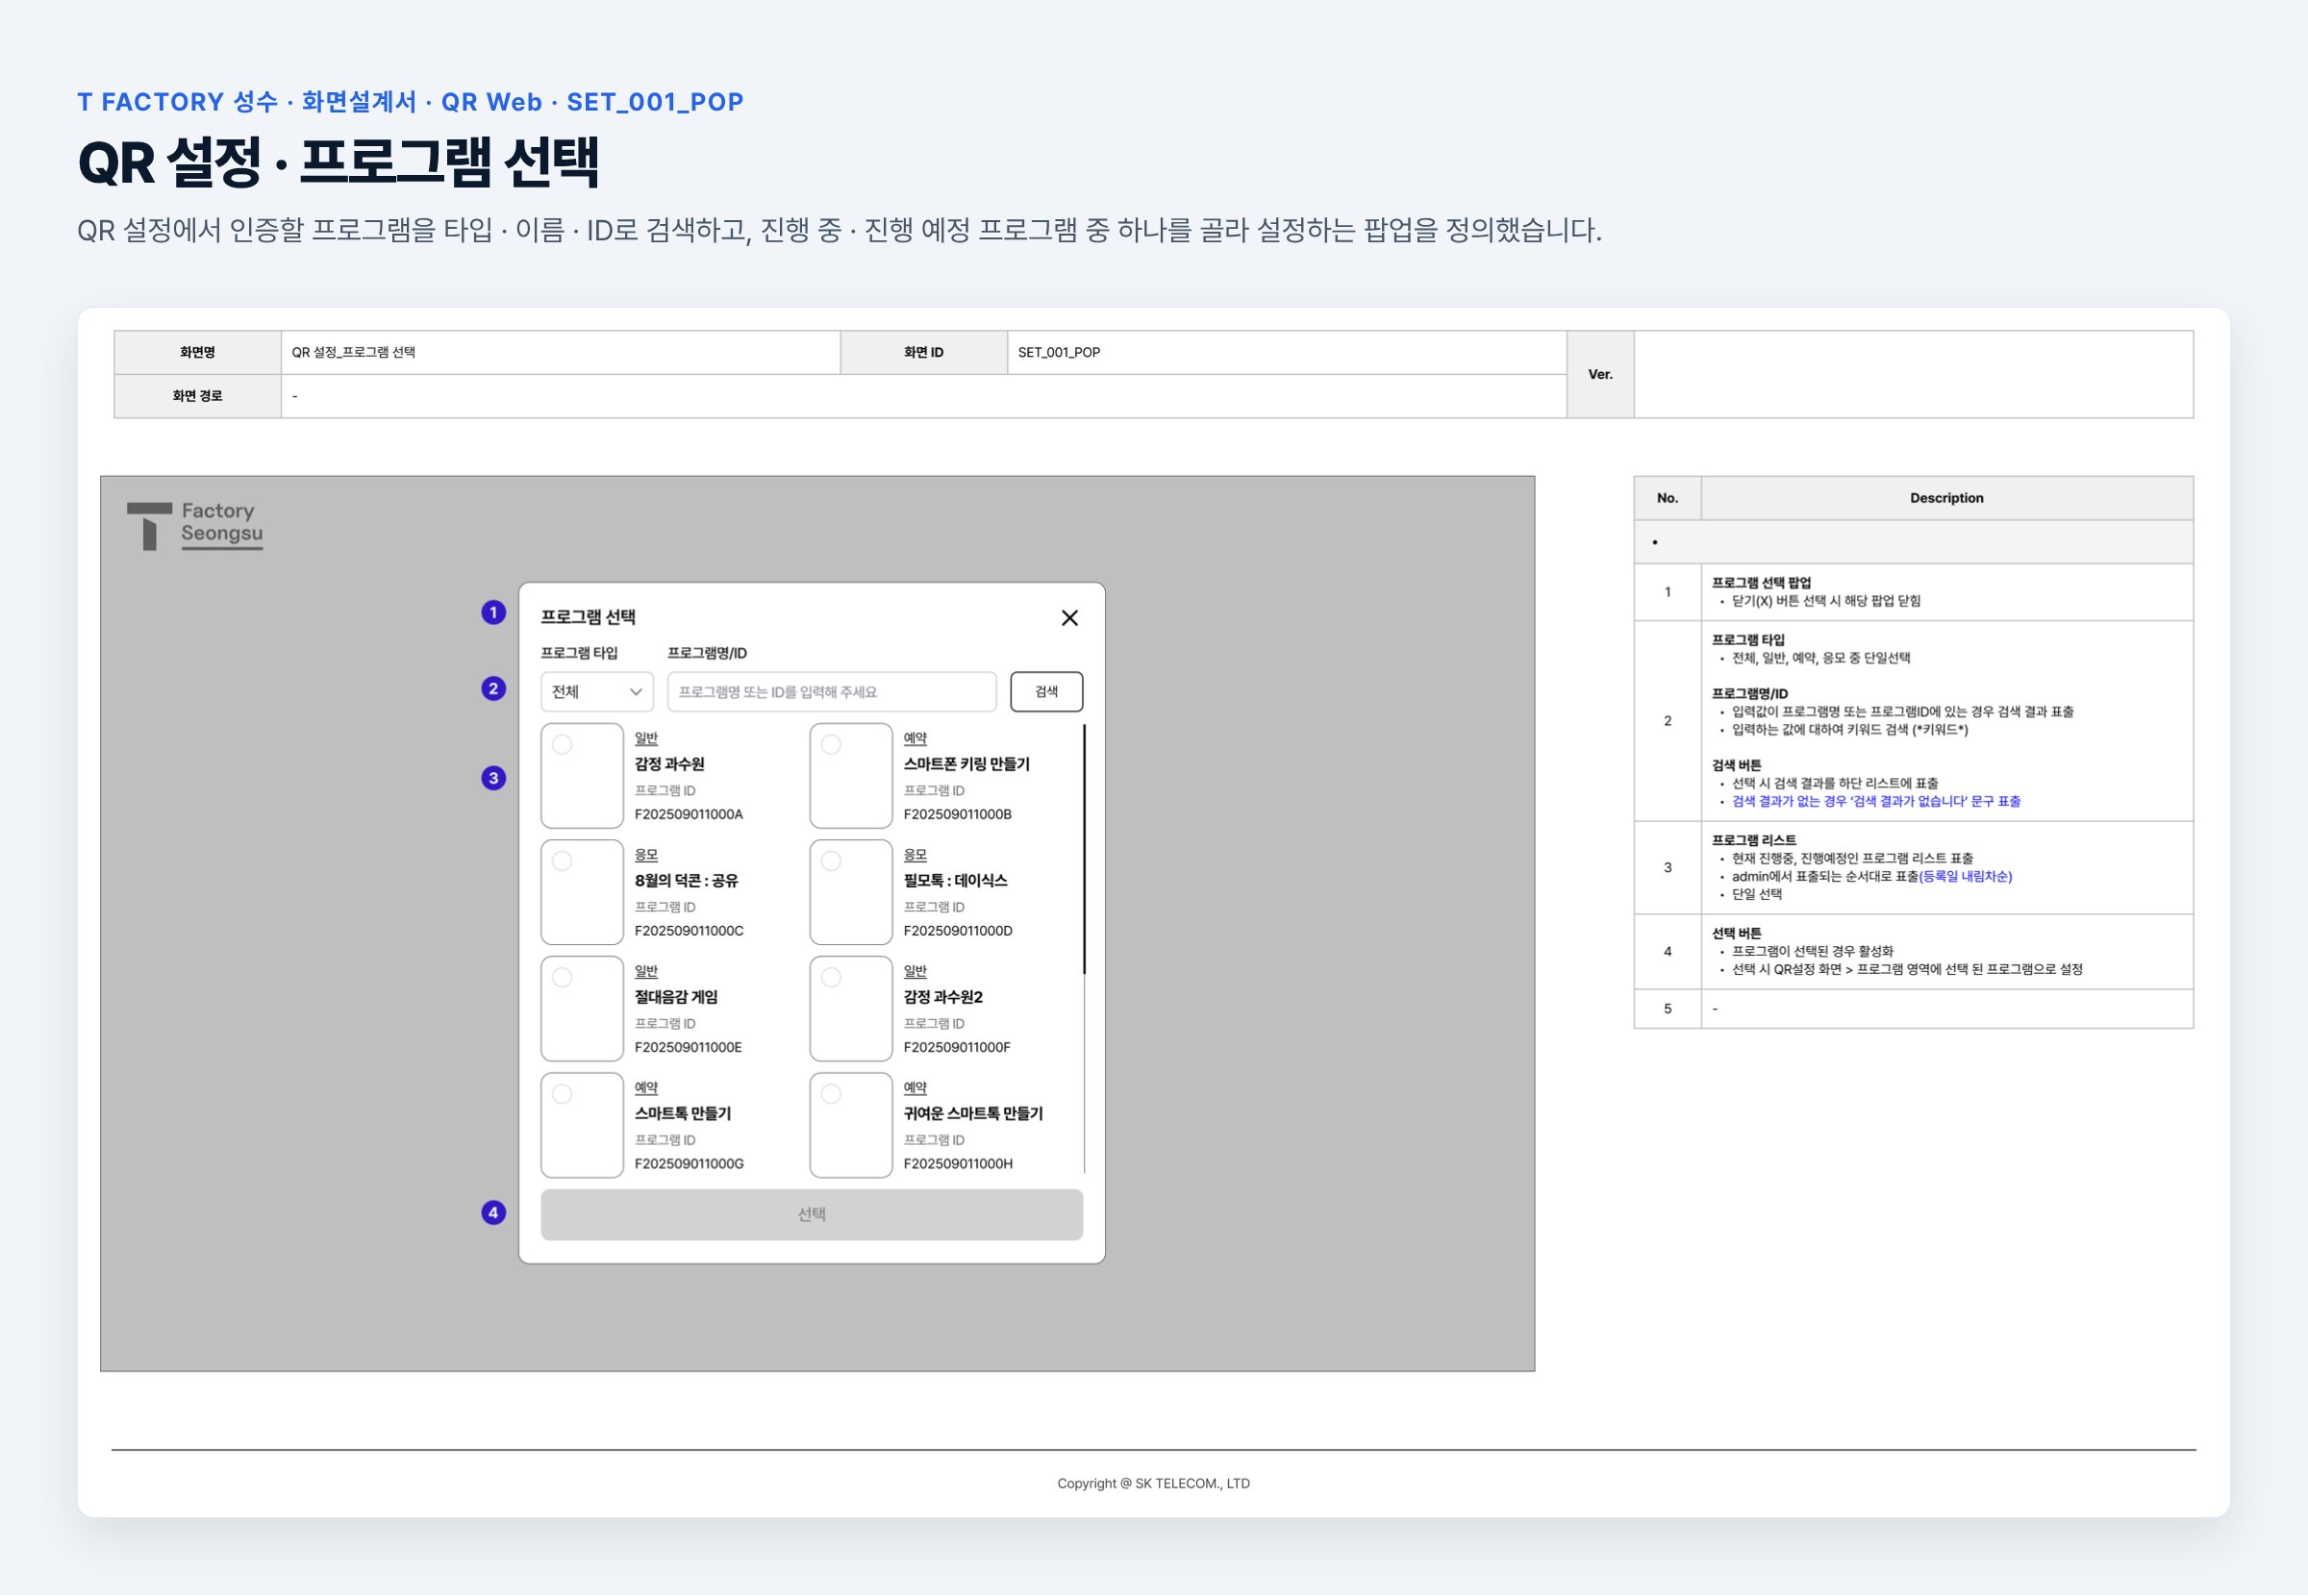 T FACTORY 성수 · 화면설계서 · QR Web · SET_001_POP
QR 설정 · 프로그램 선택
QR 설정에서 인증할 프로그램을 타입 · 이름 · ID로 검색하고, 진행 중 · 진행 예정 프로그램 중 하나를 골라 설정하는 팝업을 정의했습니다.
화면명 QR 설정_프로그램 선택 화면 ID SET_001_POP Ver.
화면 경로 -
T Factory
Seongsu
1 프로그램 선택
프로그램 타입 프로그램명/ID
2 전체 프로그램명 또는 ID를 입력해 주세요 검색
3
일반
감정 과수원
프로그램 ID
F202509011000A
예약
스마트폰 키링 만들기
프로그램 ID
F202509011000B
응모
8월의 덕콘 : 공유
프로그램 ID
F202509011000C
응모
필모톡 : 데이식스
프로그램 ID
F202509011000D
일반
절대음감 게임
프로그램 ID
F202509011000E
일반
감정 과수원2
프로그램 ID
F202509011000F
예약
스마트톡 만들기
프로그램 ID
F202509011000G
예약
귀여운 스마트톡 만들기
프로그램 ID
F202509011000H
4 선택
No. Description
•
1
프로그램 선택 팝업
• 닫기(X) 버튼 선택 시 해당 팝업 닫힘
2
프로그램 타입
• 전체, 일반, 예약, 응모 중 단일선택
프로그램명/ID
• 입력값이 프로그램명 또는 프로그램ID에 있는 경우 검색 결과 표출
• 입력하는 값에 대하여 키워드 검색 (*키워드*)
검색 버튼
• 선택 시 검색 결과를 하단 리스트에 표출
• 검색 결과가 없는 경우 ‘검색 결과가 없습니다’ 문구 표출
3
프로그램 리스트
• 현재 진행중, 진행예정인 프로그램 리스트 표출
• admin에서 표출되는 순서대로 표출(등록일 내림차순)
• 단일 선택
4
선택 버튼
• 프로그램이 선택된 경우 활성화
• 선택 시 QR설정 화면 > 프로그램 영역에 선택 된 프로그램으로 설정
5 -
Copyright @ SK TELECOM., LTD